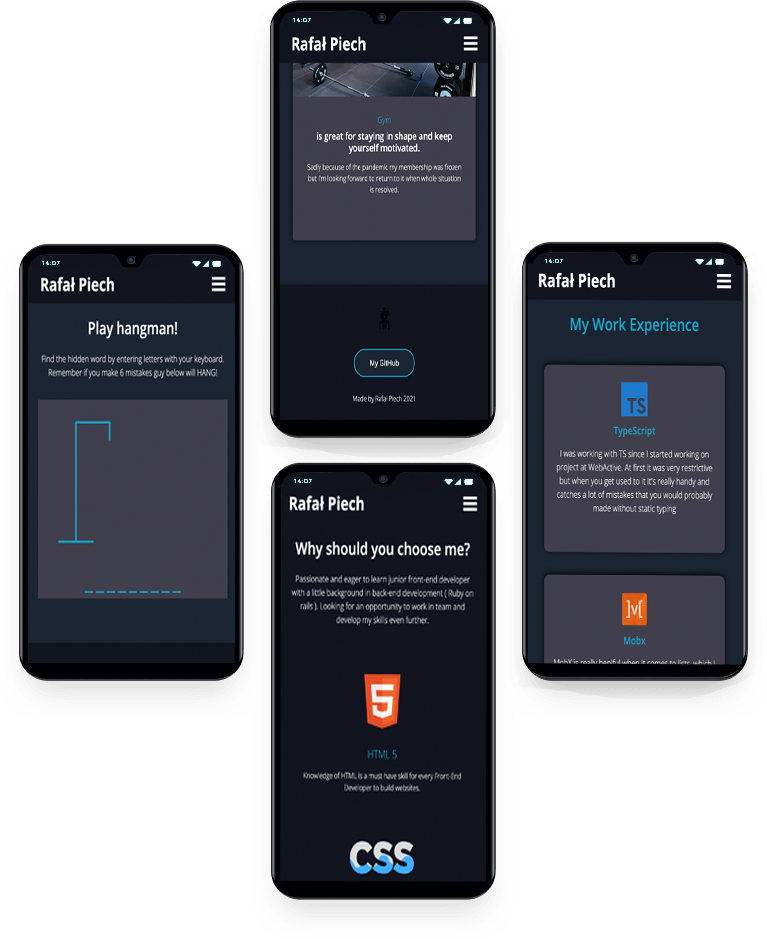 14:07
Rafał Piech
Gym
is great for staying in shape and keep
yourself motivated.
Sadly because of the pandemic my membership was frozen
but I'm looking forward to return to it when whole situation
is resolved.
My GitHub
Made by Rafał Piech 2021
14:07
Rafał Piech
Play hangman!
Find the hidden word by entering letters with your keyboard.
Remember if you make 6 mistakes guy below will HANG!
14:07
Rafał Piech
My Work Experience
TS
TypeScript
I was working with TS since I started working on
project at WebActive. At first it was very restrictive
but when you get used to it it's really handy and
catches a lot of mistakes that you would probably
made without static typing
]v[
Mobx
MobX is really helpful when it comes to lists, which I
14:07
Rafał Piech
Why should you choose me?
Passionate and eager to learn junior front-end developer
with a little background in back-end development ( Ruby on
rails ). Looking for an opportunity to work in team and
develop my skills even further.
5
HTML 5
Knowledge of HTML is a must have skill for every Front-End
Developer to build websites.
CSS